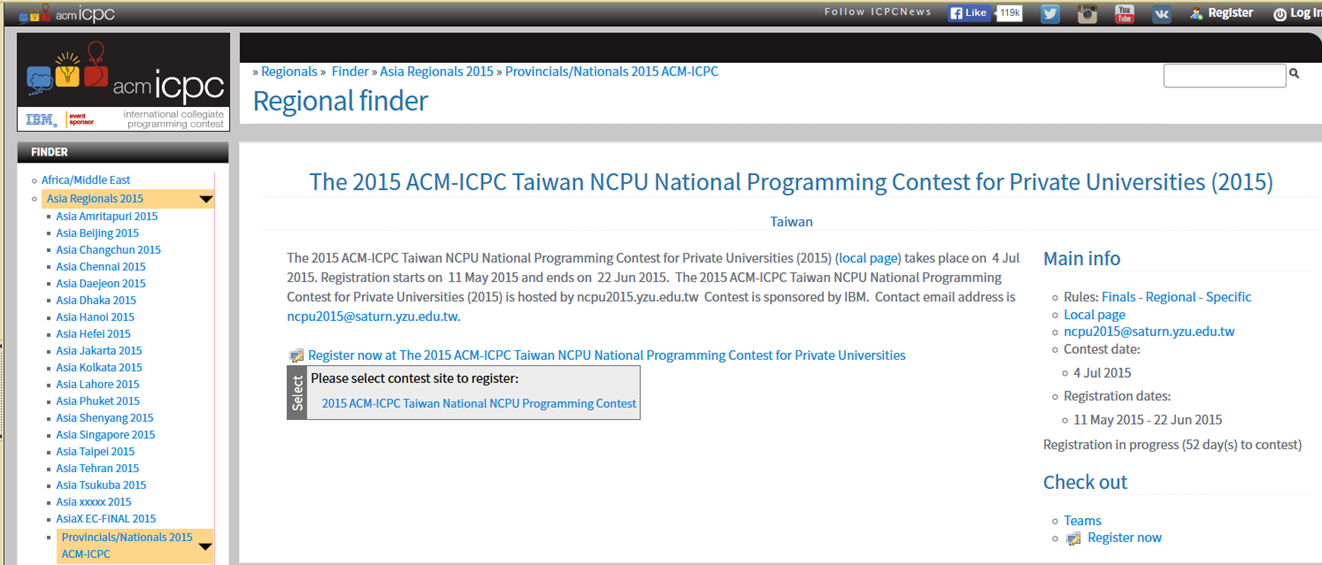 acm icpc
Follow ICPCNews
Like
119k
You
Tube
Register
Log In
acm icpc
IBM.
event
sponsor
international collegiate
programming contest
» Regionals » Finder » Asia Regionals 2015 » Provincials/Nationals 2015 ACM-ICPC
Regional finder
FINDER
Africa/Middle East
Asia Regionals 2015
Asia Amritapuri 2015
Asia Beijing 2015
Asia Changchun 2015
Asia Chennai 2015
Asia Daejeon 2015
Asia Dhaka 2015
Asia Hanoi 2015
Asia Hefei 2015
Asia Jakarta 2015
Asia Kolkata 2015
Asia Lahore 2015
Asia Phuket 2015
Asia Shenyang 2015
Asia Singapore 2015
Asia Taipei 2015
Asia Tehran 2015
Asia Tsukuba 2015
Asia xxxxx 2015
AsiaX EC-FINAL 2015
Provincials/Nationals 2015
ACM-ICPC
The 2015 ACM-ICPC Taiwan NCPU National Programming Contest for Private Universities (2015)
Taiwan
The 2015 ACM-ICPC Taiwan NCPU National Programming Contest for Private Universities (2015) (local page) takes place on 4 Jul
2015. Registration starts on 11 May 2015 and ends on 22 Jun 2015. The 2015 ACM-ICPC Taiwan NCPU National Programming
Contest for Private Universities (2015) is hosted by ncpu2015.yzu.edu.tw Contest is sponsored by IBM. Contact email address is
ncpu2015@saturn.yzu.edu.tw.
Register now at The 2015 ACM-ICPC Taiwan NCPU National Programming Contest for Private Universities
Select
Please select contest site to register:
2015 ACM-ICPC Taiwan National NCPU Programming Contest
Main info
Rules: Finals - Regional - Specific
Local page
ncpu2015@saturn.yzu.edu.tw
Contest date:
4 Jul 2015
Registration dates:
11 May 2015 - 22 Jun 2015
Registration in progress (52 day(s) to contest)
Check out
Teams
Register now